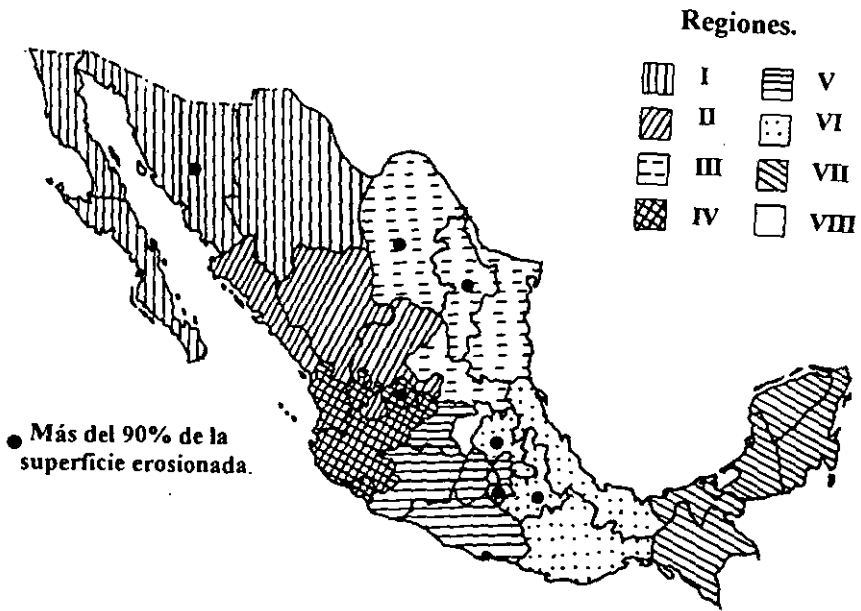 Regiones.
I
V
II
VI
III
VII
IV
VIII
● Más del 90% de la
superficie erosionada.